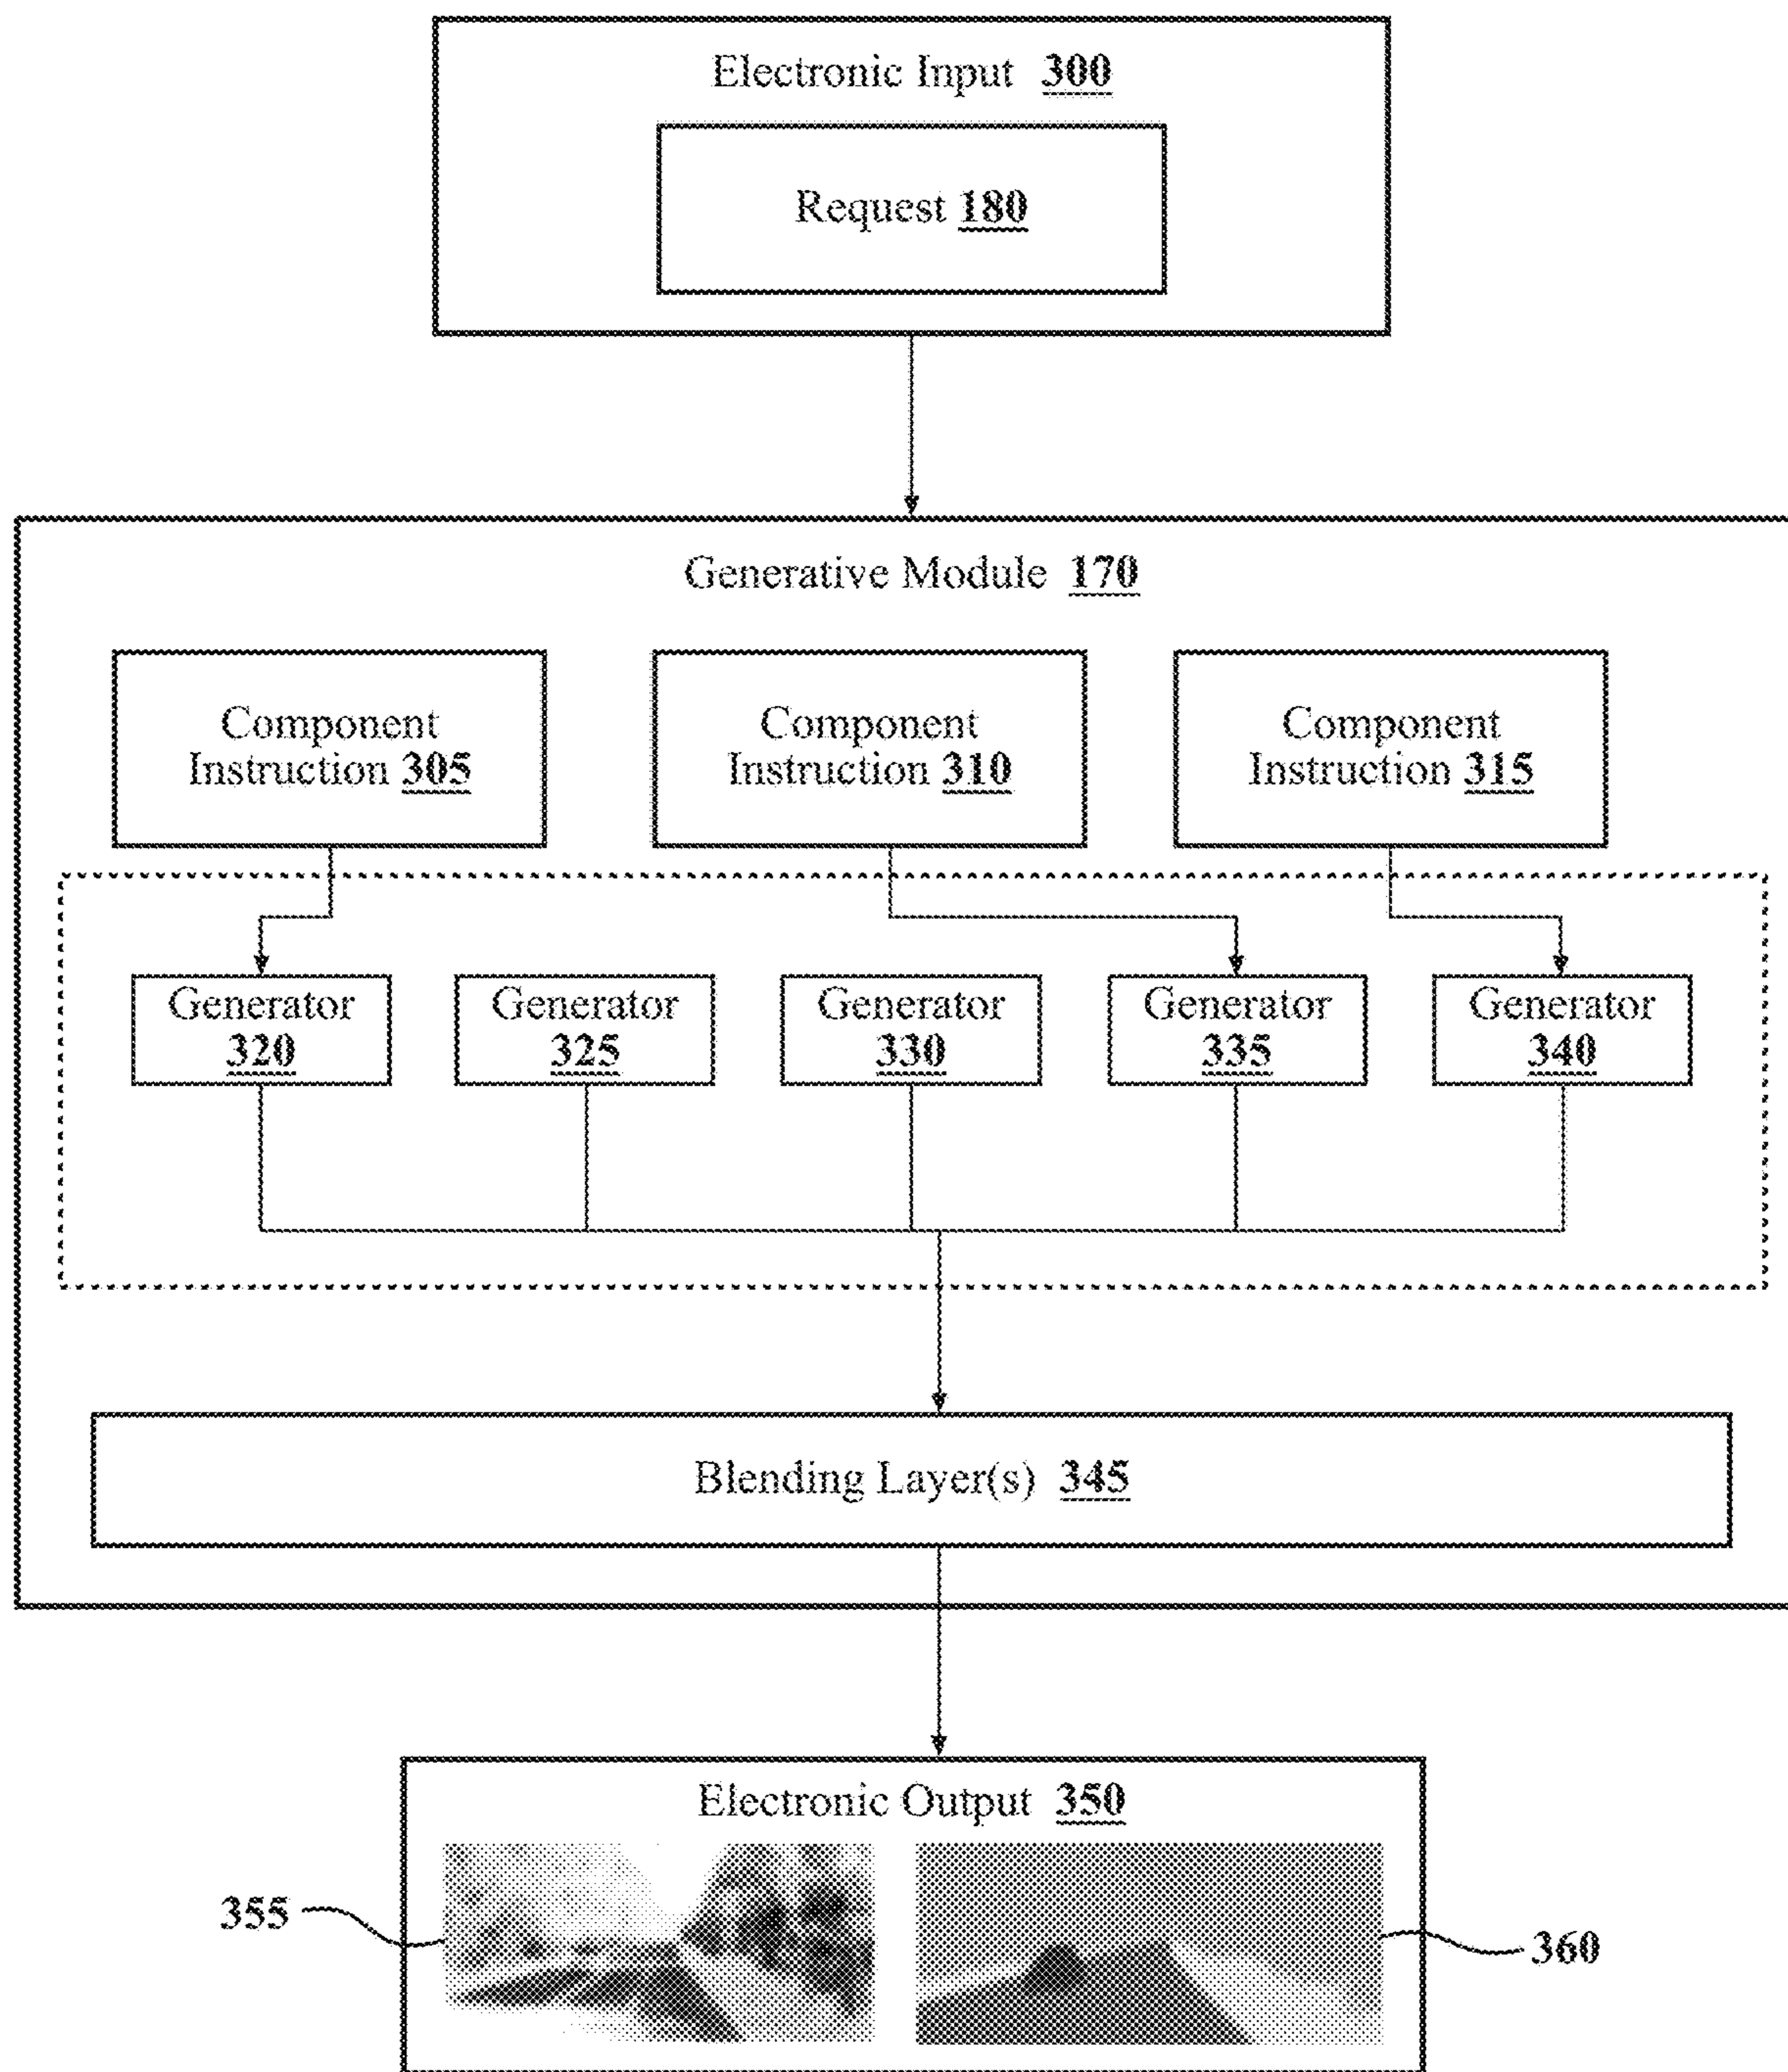 Electronic Input 300
Request 180
Generative Module 170
Component
Instruction 305
Component
Instruction 310
Component
Instruction 315
Generator
320
Generator
325
Generator
330
Generator
335
Generator
340
Blending Layer(s) 345
Electronic Output 350
355
360